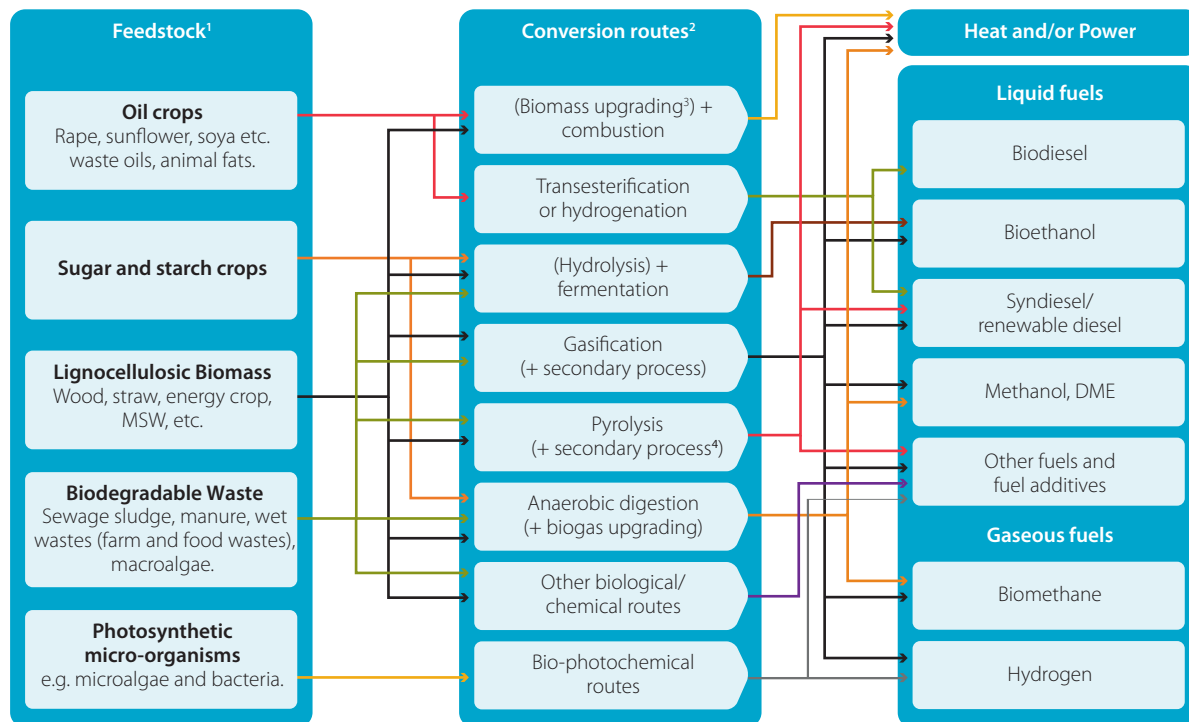 Feedstock¹
Oil crops
Rape, sunflower, soya etc.
waste oils, animal fats.
Sugar and starch crops
Lignocellulosic Biomass
Wood, straw, energy crop,
MSW, etc.
Biodegradable Waste
Sewage sludge, manure, wet
wastes (farm and food wastes),
macroalgae.
Photosynthetic
micro-organisms
e.g. microalgae and bacteria.
Conversion routes²
(Biomass upgrading³) +
combustion
Transesterification
or hydrogenation
(Hydrolysis) +
fermentation
Gasification
(+ secondary process)
Pyrolysis
(+ secondary process⁴)
Anaerobic digestion
(+ biogas upgrading)
Other biological/
chemical routes
Bio-photochemical
routes
Heat and/or Power
Liquid fuels
Biodiesel
Bioethanol
Syndiesel/
renewable diesel
Methanol, DME
Other fuels and
fuel additives
Gaseous fuels
Biomethane
Hydrogen